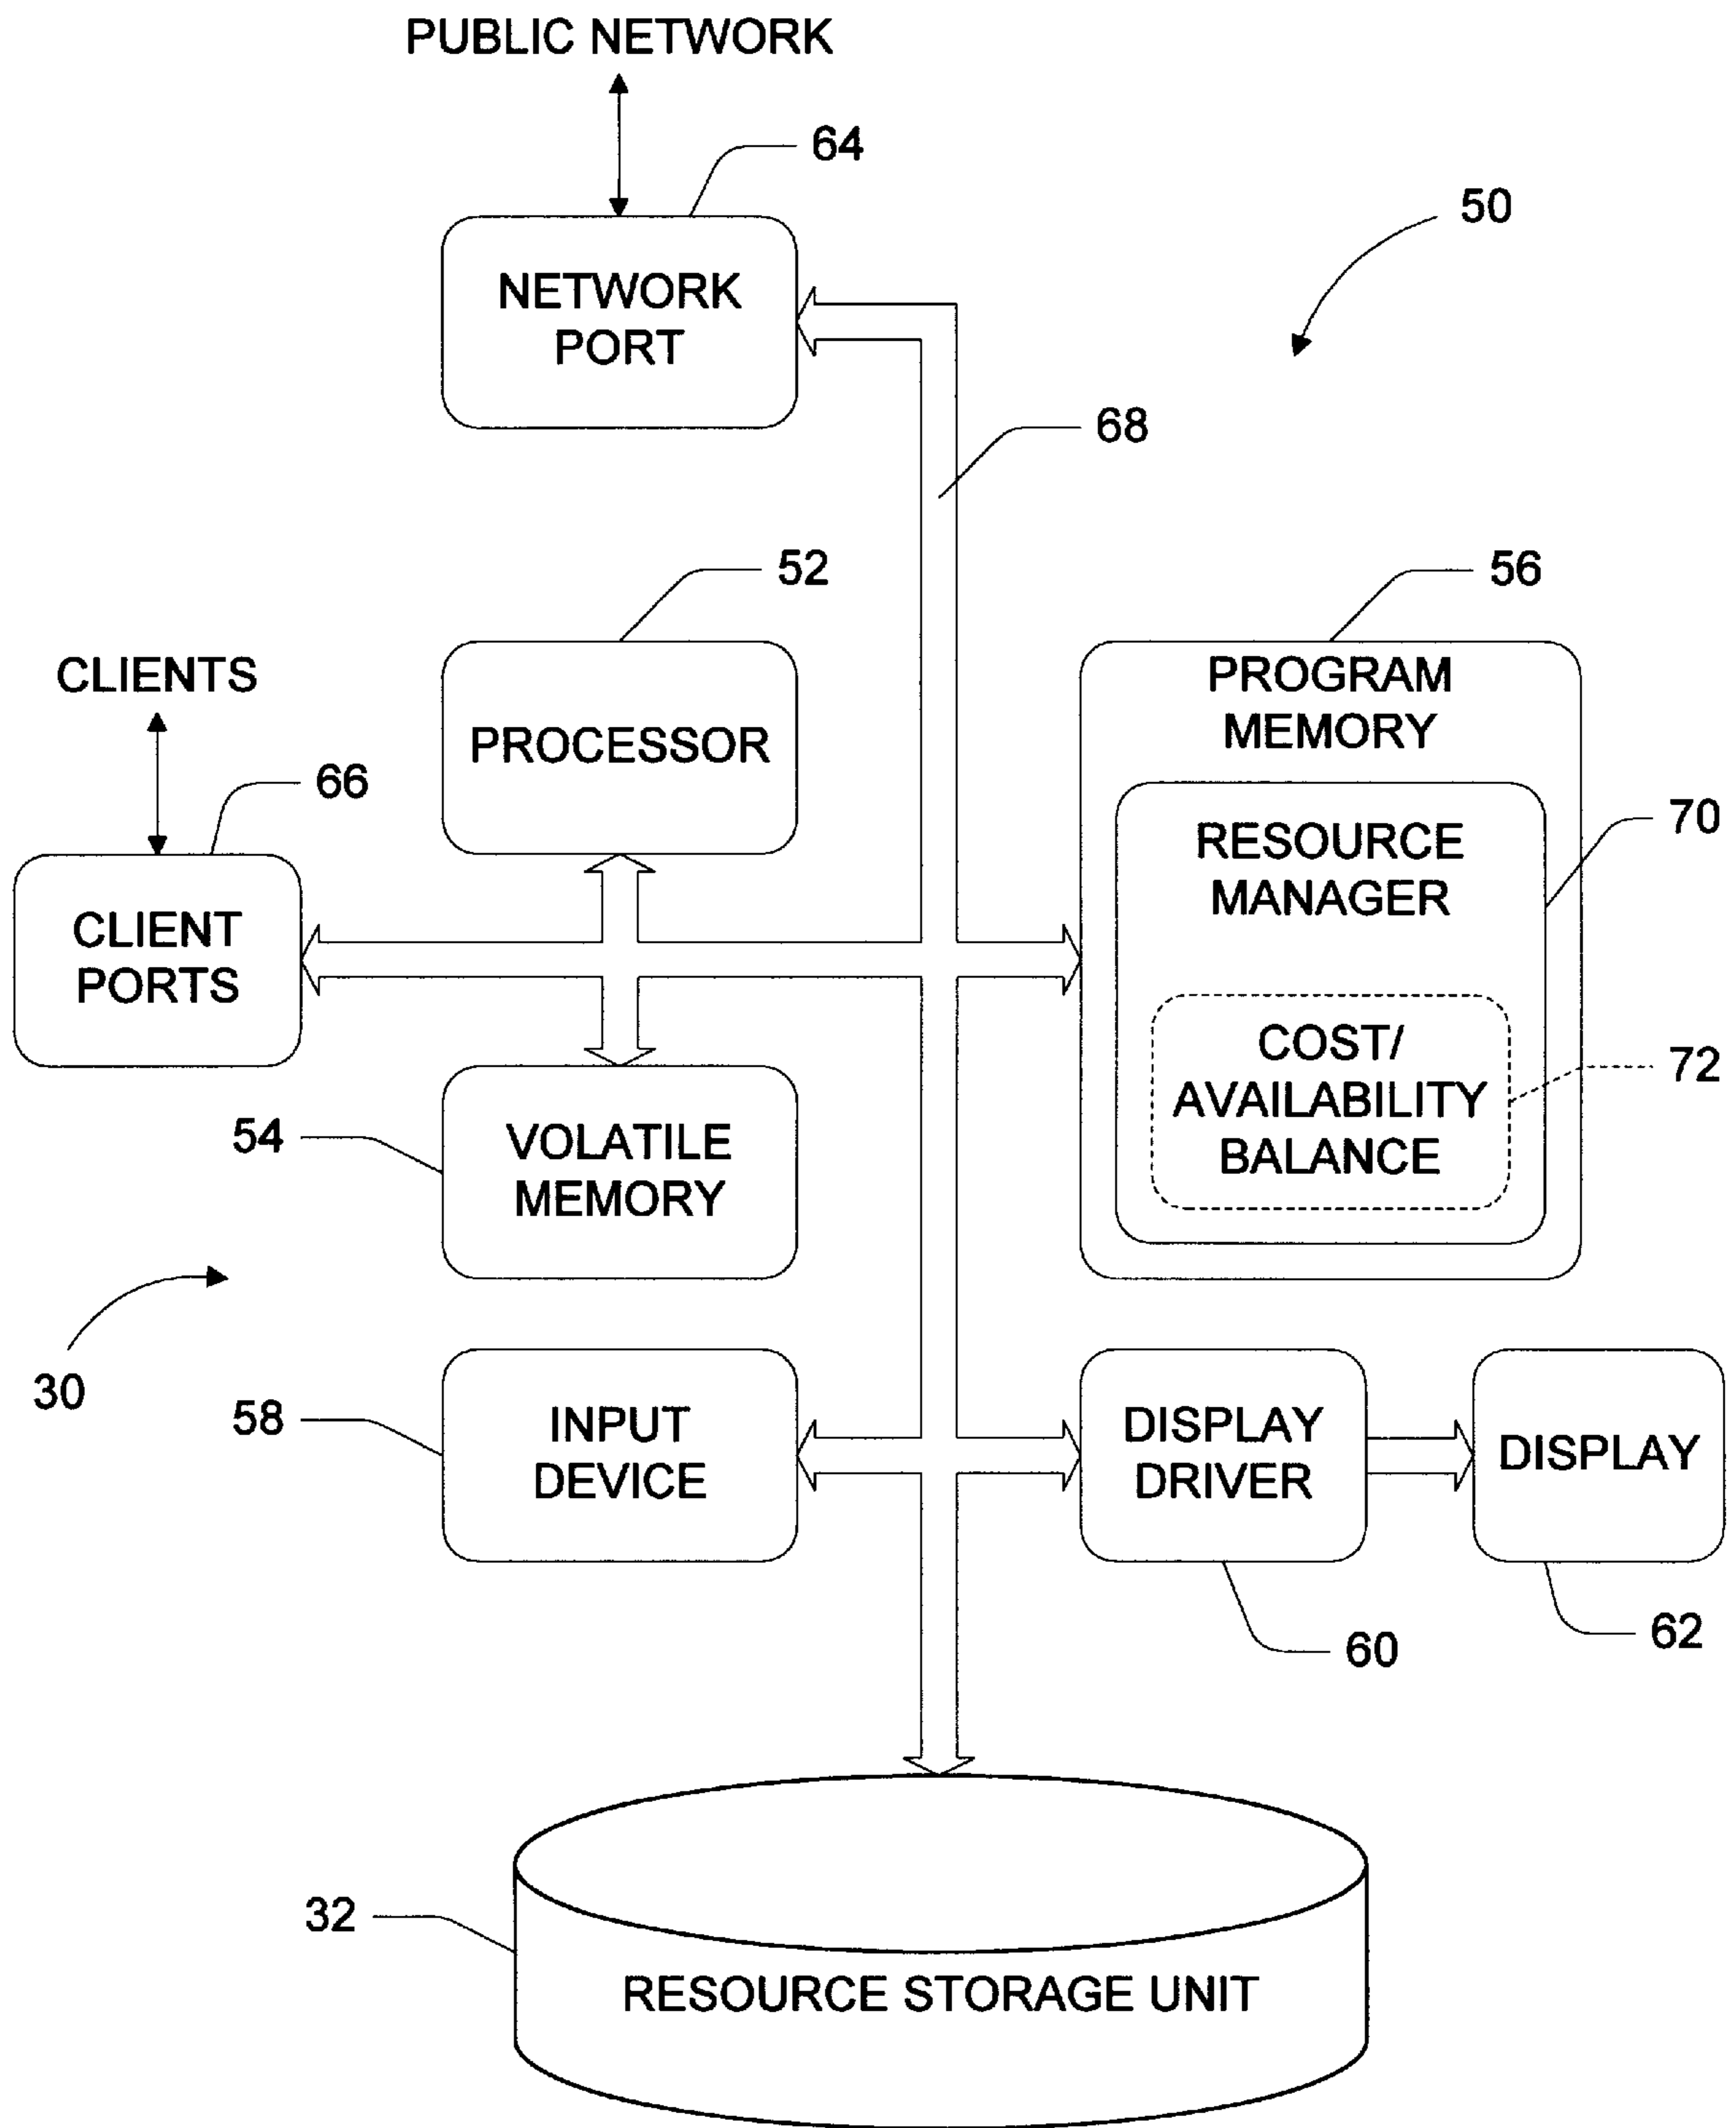 PUBLIC NETWORK
64
50
NETWORK
PORT
68
52
56
CLIENTS
PROCESSOR
PROGRAM
MEMORY
66
70
RESOURCE
MANAGER
CLIENT
PORTS
COST/
AVAILABILITY
BALANCE
72
54
VOLATILE
MEMORY
30
58
INPUT
DEVICE
DISPLAY
DRIVER
DISPLAY
60
62
32
RESOURCE STORAGE UNIT